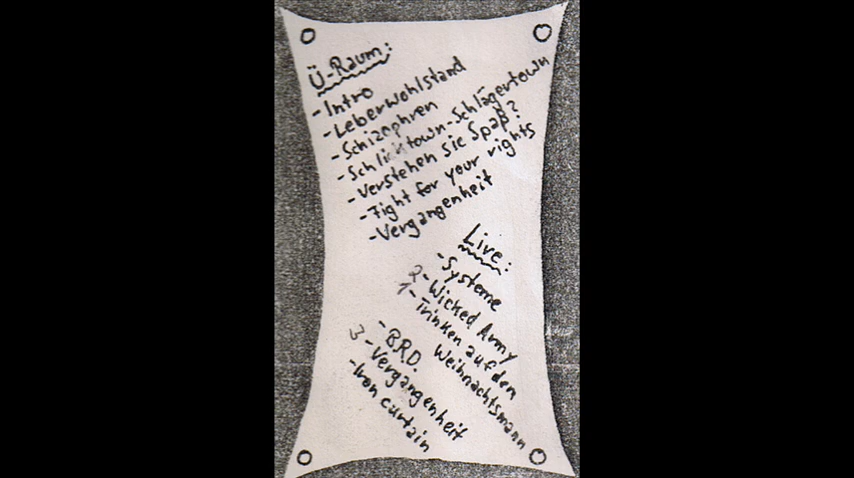 Ü-Raum:
- Intro
- Leberwohlstand
- Schizophren
- Schlicktown-Schlägertown
- Verstehen sie Spaß?
- Fight for your rights
- Vergangenheit
Live:
- Systeme
2 - Wicked Army
1 - Trinken auf den
Weihnachtsmann
- B.R.D.
3 - Vergangenheit
- Iron curtain